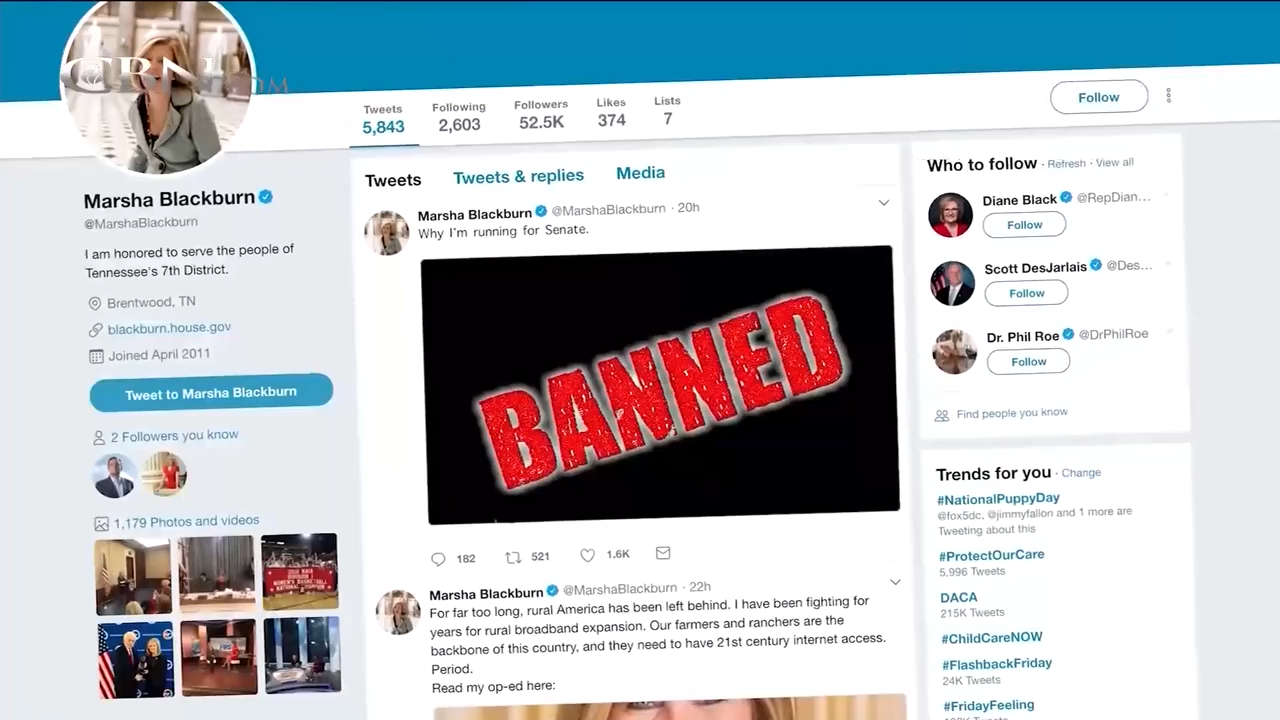 CBN
Tweets
5,843
Following
2,603
Followers
52.5K
Likes
374
Lists
7
Follow
Marsha Blackburn
@MarshaBlackburn
I am honored to serve the people of
Tennessee's 7th District.
Brentwood, TN
blackburn.house.gov
Joined April 2011
Tweet to Marsha Blackburn
2 Followers you know
1,179 Photos and videos
Tweets Tweets & replies Media
Marsha Blackburn @MarshaBlackburn · 20h
Why I'm running for Senate.
BANNED
182 521 1.6K
Marsha Blackburn @MarshaBlackburn · 22h
For far too long, rural America has been left behind. I have been fighting for
years for rural broadband expansion. Our farmers and ranchers are the
backbone of this country, and they need to have 21st century internet access.
Period.
Read my op-ed here:
Who to follow · Refresh · View all
Diane Black @RepDian...
Follow
Scott DesJarlais @Des...
Follow
Dr. Phil Roe @DrPhilRoe
Follow
Find people you know
Trends for you · Change
#NationalPuppyDay
@fox5dc, @jimmyfallon and 1 more are
Tweeting about this
#ProtectOurCare
5,996 Tweets
DACA
215K Tweets
#ChildCareNOW
#FlashbackFriday
24K Tweets
#FridayFeeling